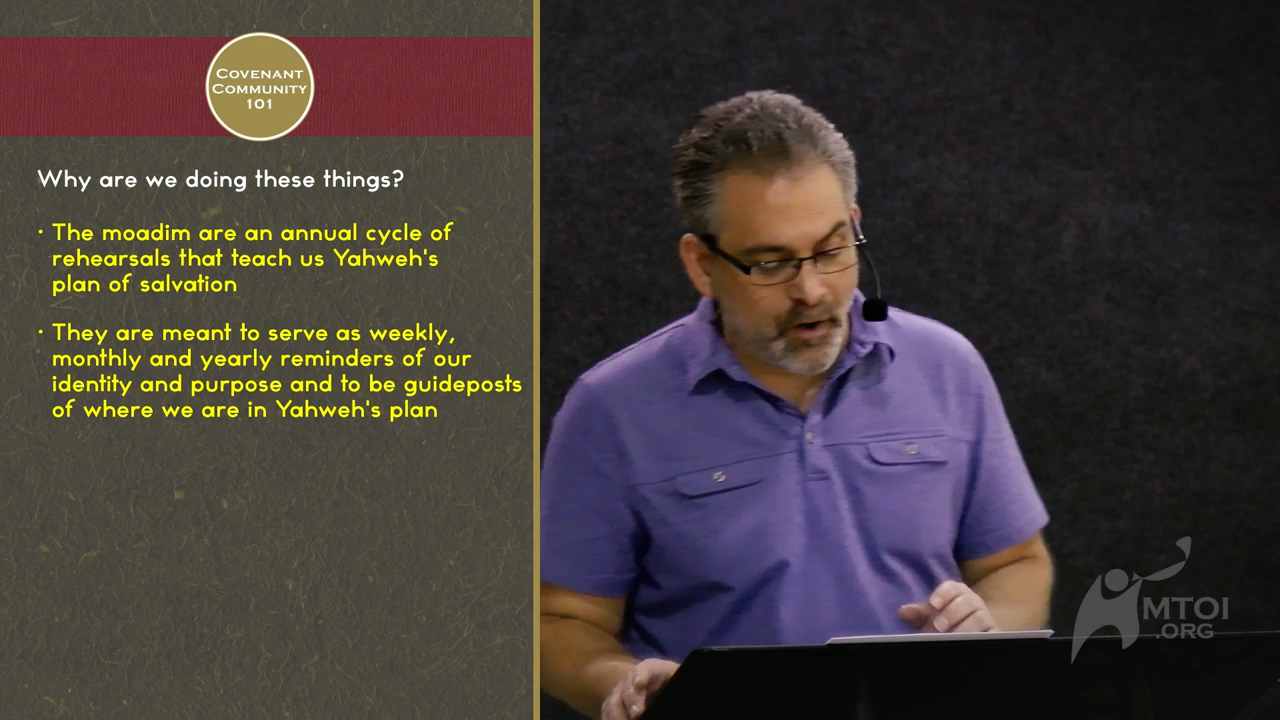 COVENANT
COMMUNITY
101
Why are we doing these things?
· The moadim are an annual cycle of
rehearsals that teach us Yahweh's
plan of salvation
· They are meant to serve as weekly,
monthly and yearly reminders of our
identity and purpose and to be guideposts
of where we are in Yahweh's plan
MTOI
.ORG